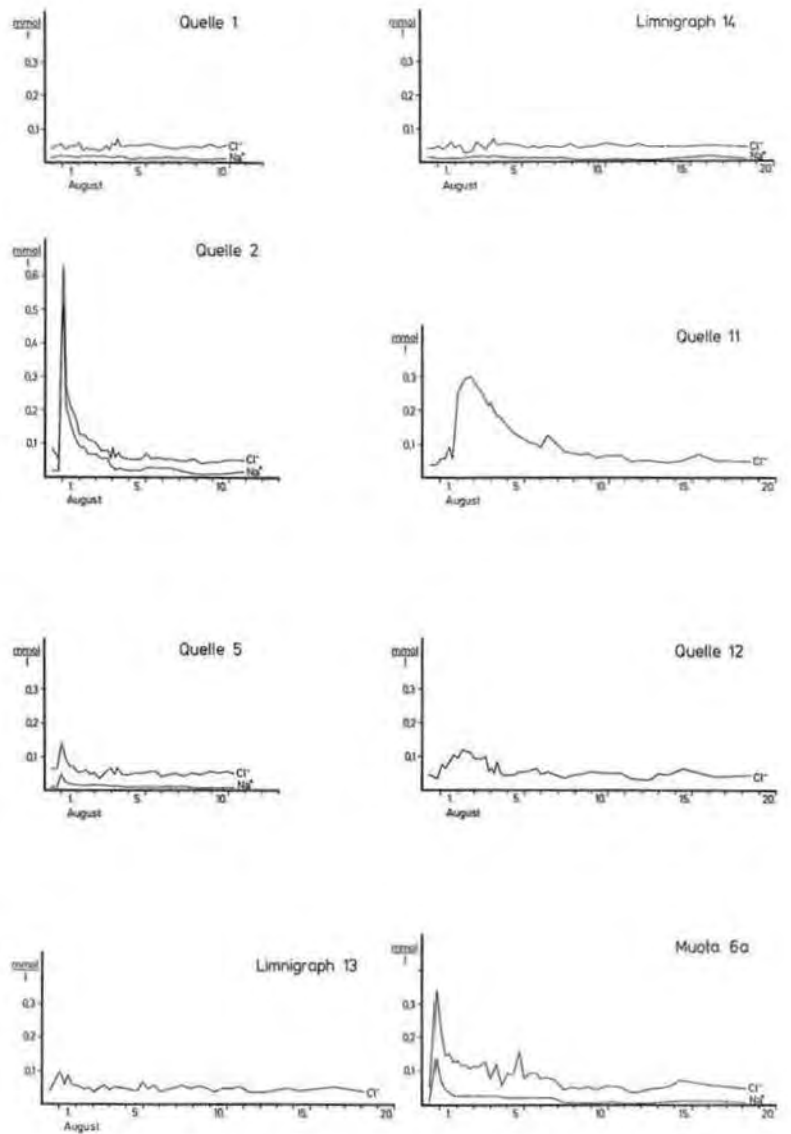 Quelle 1
mmol
l
0,3
0,2
0,1
Cl⁻
Na⁺
1. 5. 10.
August
Limnigraph 14
mmol
l
0,3
0,2
0,1
Cl⁻
Na⁺
1. 5. 10. 15. 20.
August
Quelle 2
mmol
l
0,6
0,5
0,4
0,3
0,2
0,1
Cl⁻
Na⁺
1. 5. 10.
August
Quelle 11
mmol
l
0,3
0,2
0,1
Cl⁻
1. 5. 10. 15. 20.
August
Quelle 5
mmol
l
0,3
0,2
0,1
Cl⁻
Na⁺
1. 5. 10.
August
Quelle 12
mmol
l
0,3
0,2
0,1
Cl⁻
1. 5. 10. 15. 20.
August
Limnigraph 13
mmol
l
0,3
0,2
0,1
Cl⁻
1. 5. 10. 15. 20.
August
Muota 6a
mmol
l
0,3
0,2
0,1
Cl⁻
Na⁺
1. 5. 10. 15. 20.
August